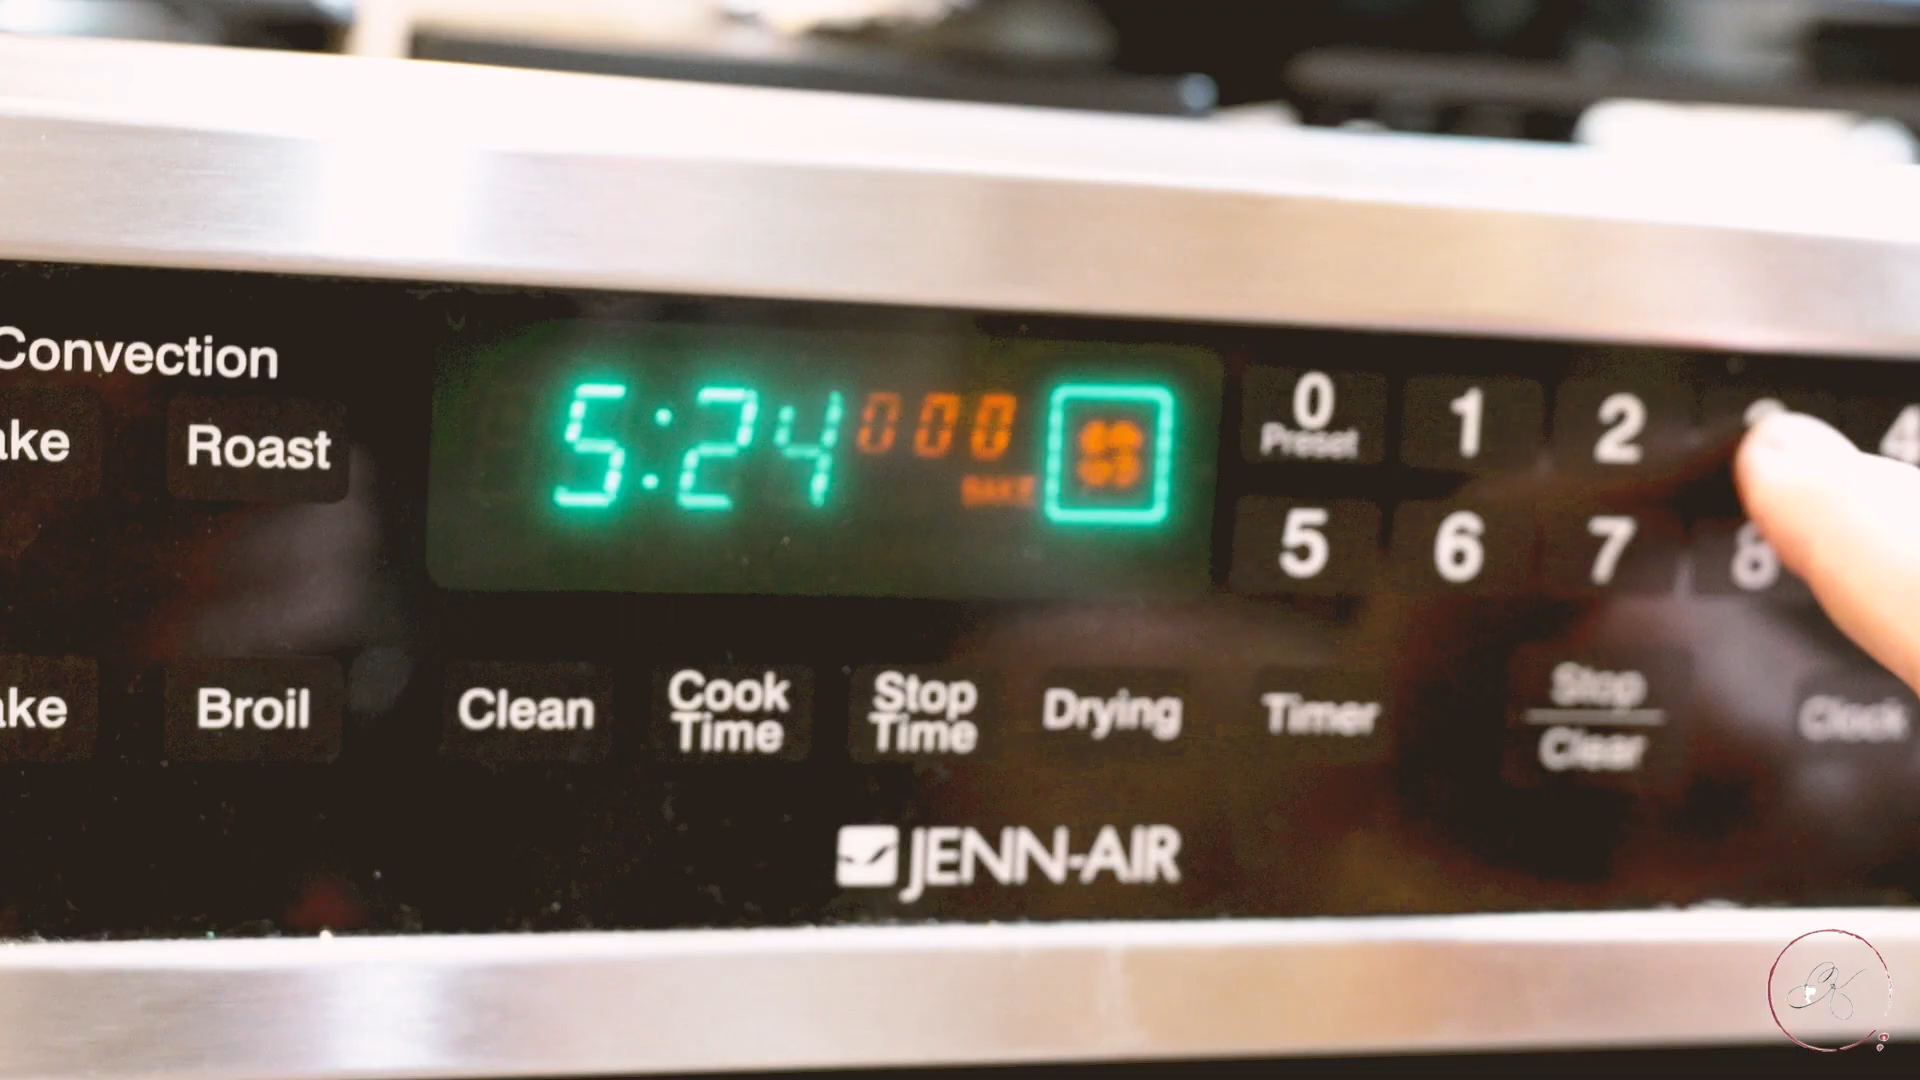 Convection
ake Roast
5:24 000
BAKE
0 1 2 4
Preset
5 6 7 8
ake Broil Clean Cook Time Stop Time Drying Timer Stop Clear Clock
JENN-AIR